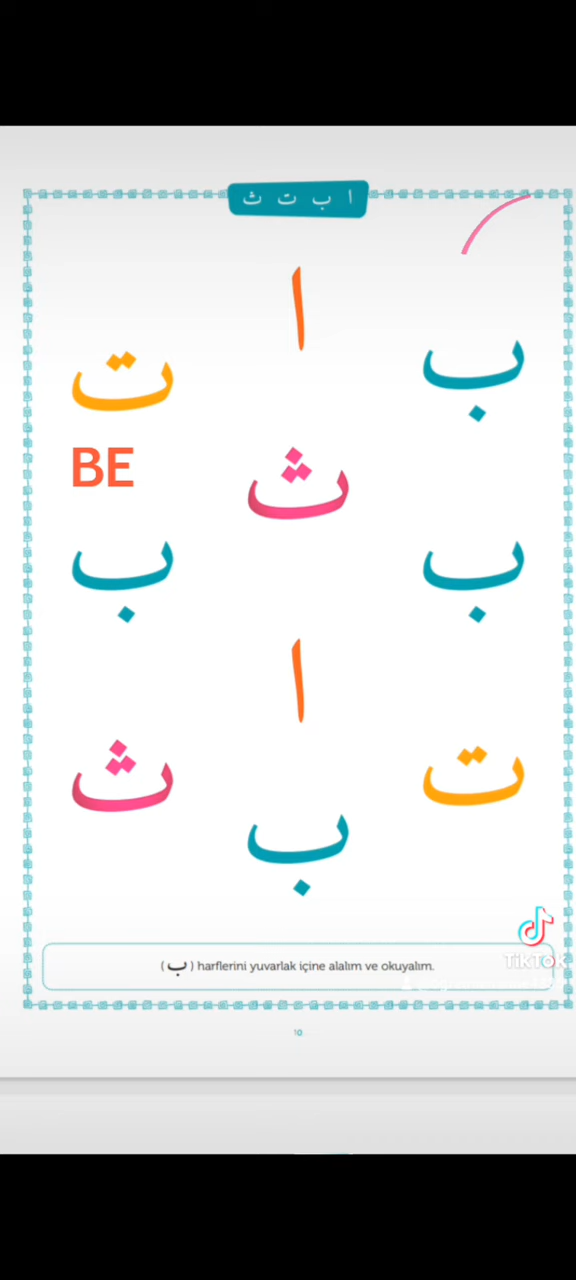 ا ب ت ث
ا
ب
ت
BE
ث
ب
ب
ا
ت
ث
ب
( ب ) harflerini yuvarlak içine alalım ve okuyalım.
TikTok
10